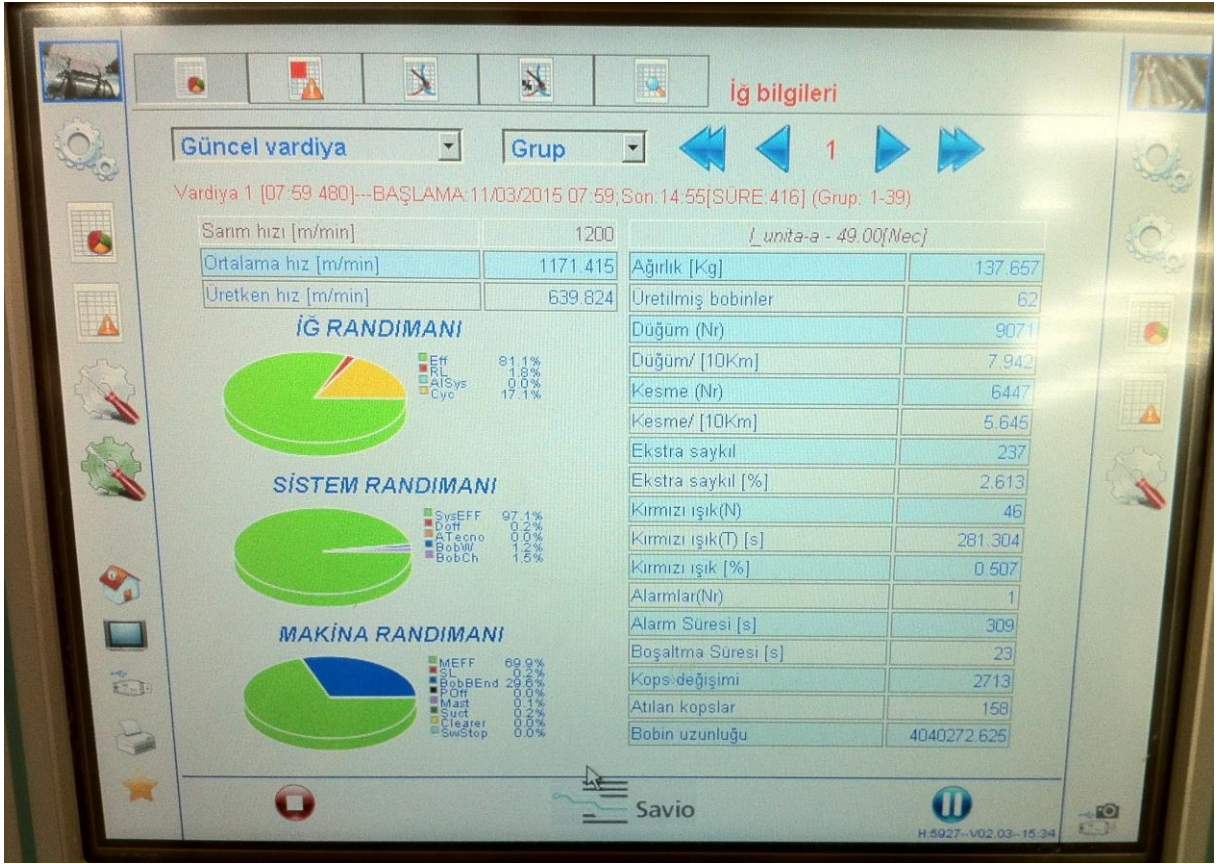 İğ bilgileri
Güncel vardiya
Grup
1
Vardiya 1 [07:59 480]---BAŞLAMA:11/03/2015 07:59;Son:14:55[SÜRE:416] (Grup: 1-39)
Sarım hızı [m/min] 1200
Ortalama hız [m/min] 1171.415
Üretken hız [m/min] 639.824
İĞ RANDIMANI
Eff 81.1%
RL 1.8%
AlSys 0.0%
Cyc 17.1%
SİSTEM RANDIMANI
SysEFF 97.1%
Doff 0.2%
ATecno 0.0%
BobW 1.2%
BobCh 1.5%
MAKİNA RANDIMANI
MEFF 69.9%
SL 0.2%
BobBEnd 29.6%
POff 0.0%
Mast 0.1%
Suct 0.2%
Clearer 0.0%
SwStop 0.0%
l_unita-a - 49.00[Nec]
Ağırlık [Kg] 137.657
Üretilmiş bobinler 62
Düğüm (Nr) 9071
Düğüm/ [10Km] 7.942
Kesme (Nr) 6447
Kesme/ [10Km] 5.645
Ekstra saykıl 237
Ekstra saykıl [%] 2.613
Kırmızı ışık(N) 46
Kırmızı ışık(T) [s] 281.304
Kırmızı ışık [%] 0.507
Alarmlar(Nr) 1
Alarm Süresi [s] 309
Boşaltma Süresi [s] 23
Kops değişimi 2713
Atılan kopslar 158
Bobin uzunluğu 4040272.625
Savio
H:5927--V02.03--15:34